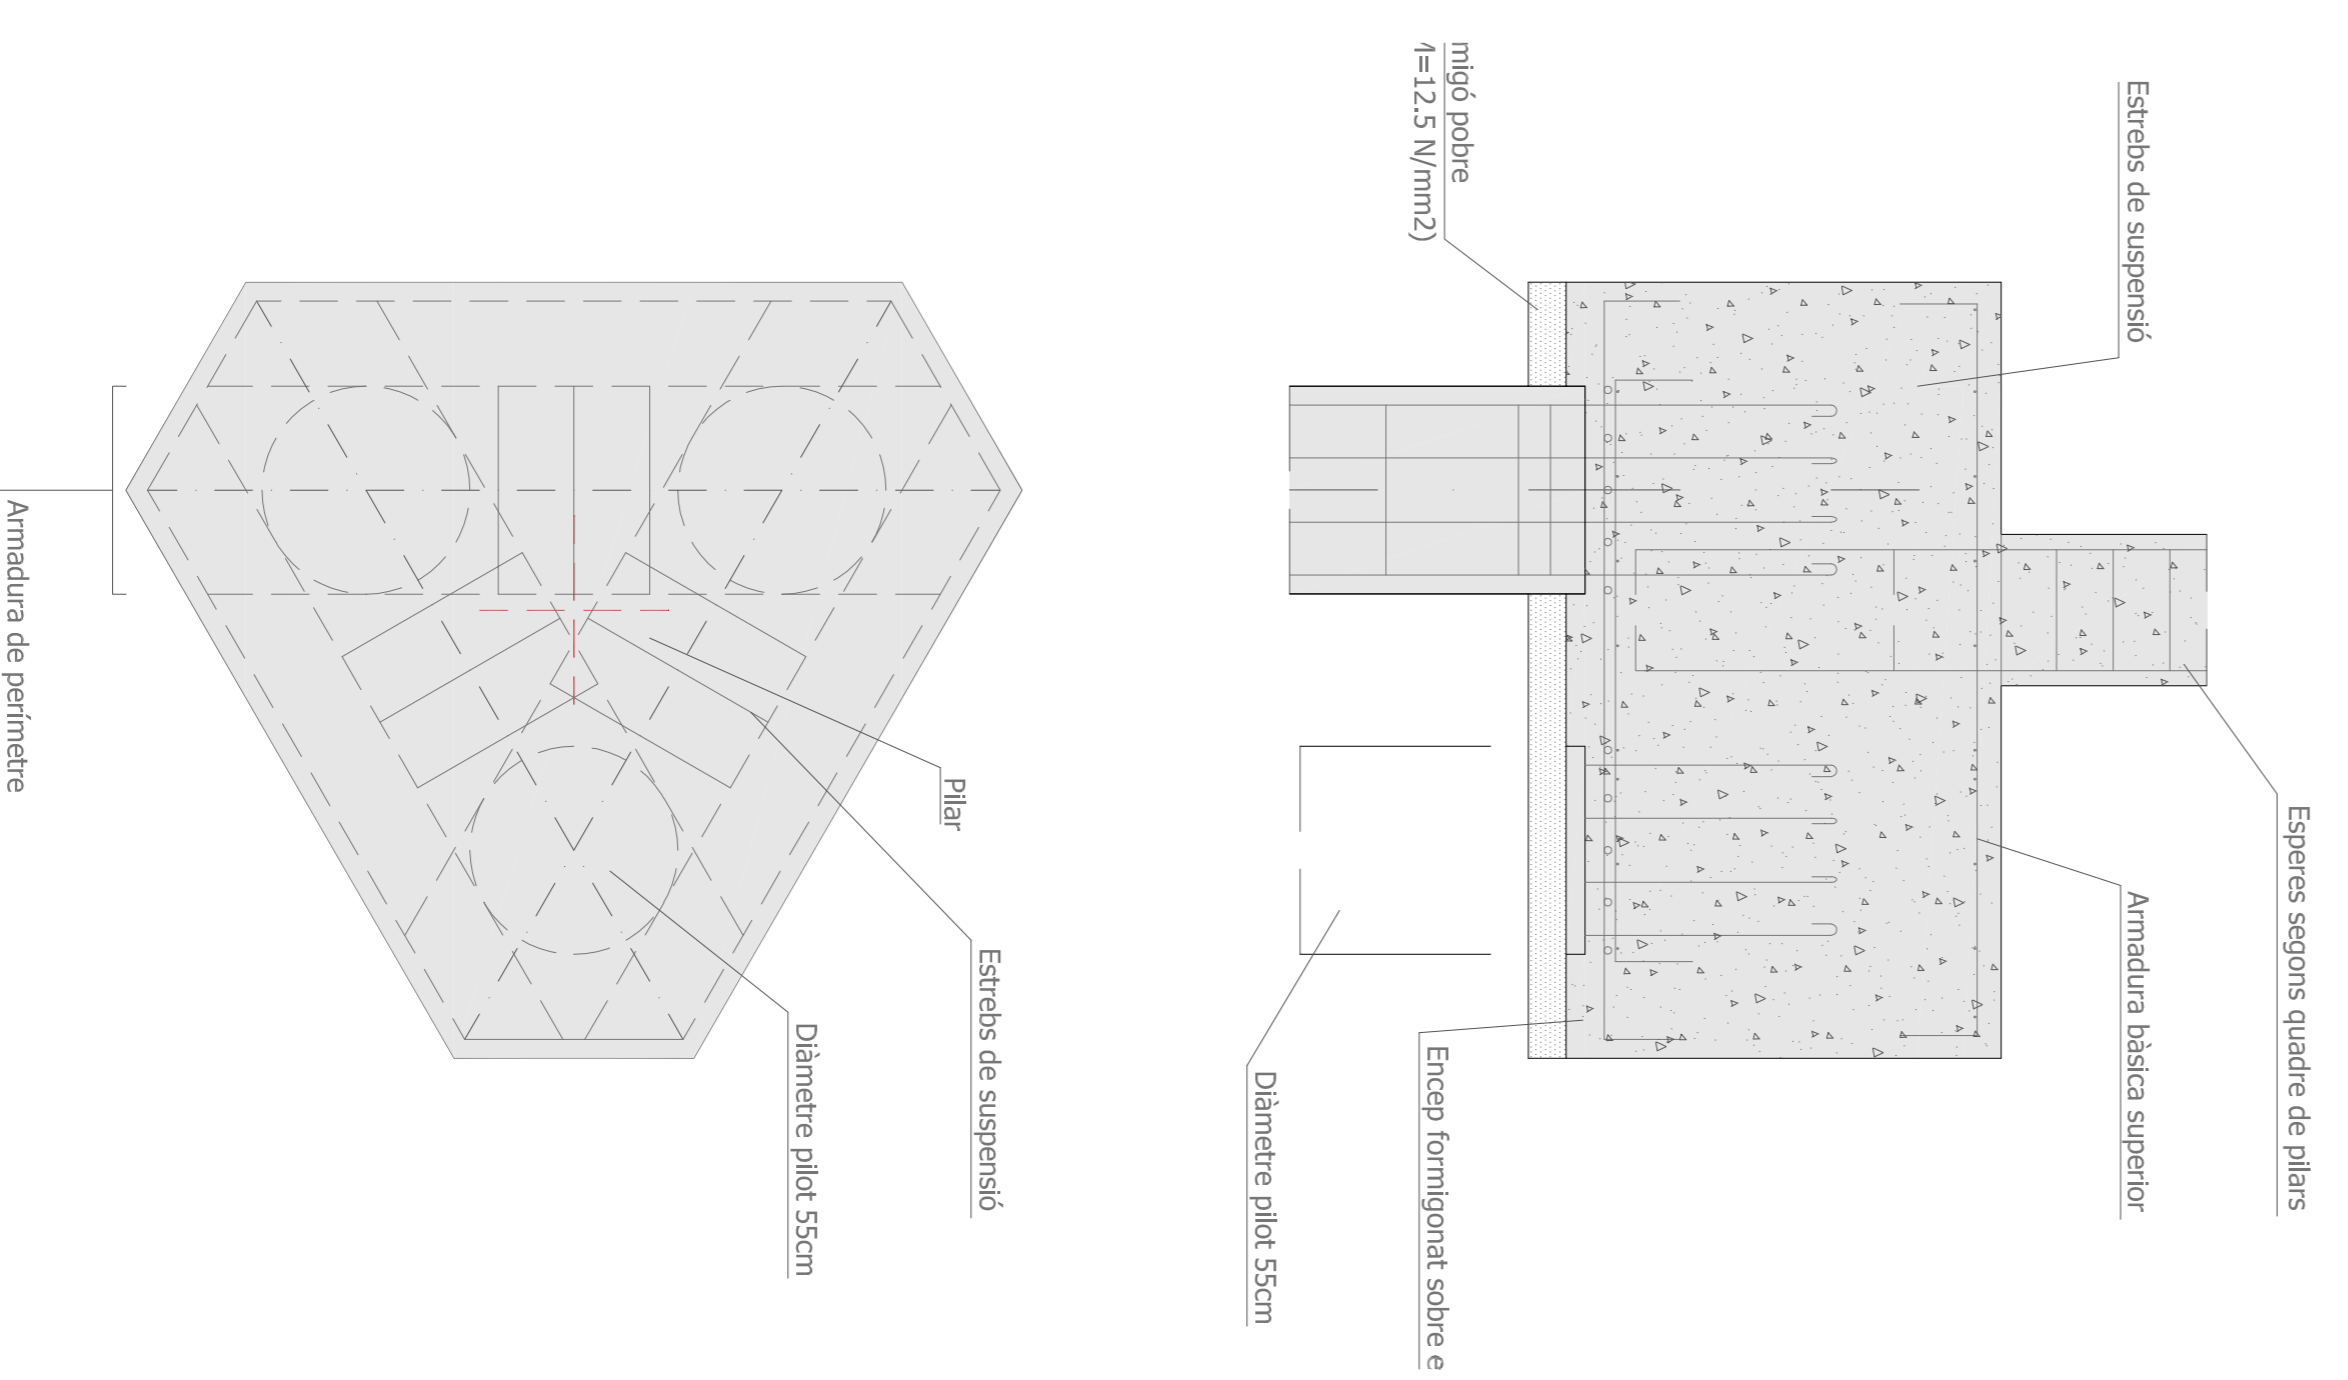 Estrebs de suspensió
Esperes segons quadre de pilars
Armadura bàsica superior
migó pobre
=12.5 N/mm2)
Encep formigonat sobre e
Diàmetre pilot 55cm
Pilar
Estrebs de suspensió
Diàmetre pilot 55cm
Armadura de perímetre